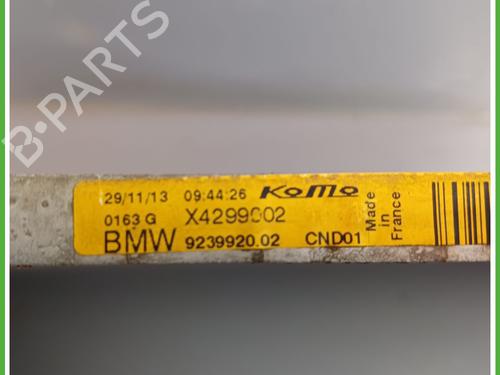 B-PARTS
29/11/13 09:44:26 KOMO
0163 G X4299002
BMW 9239920.02 CND01
Made in France